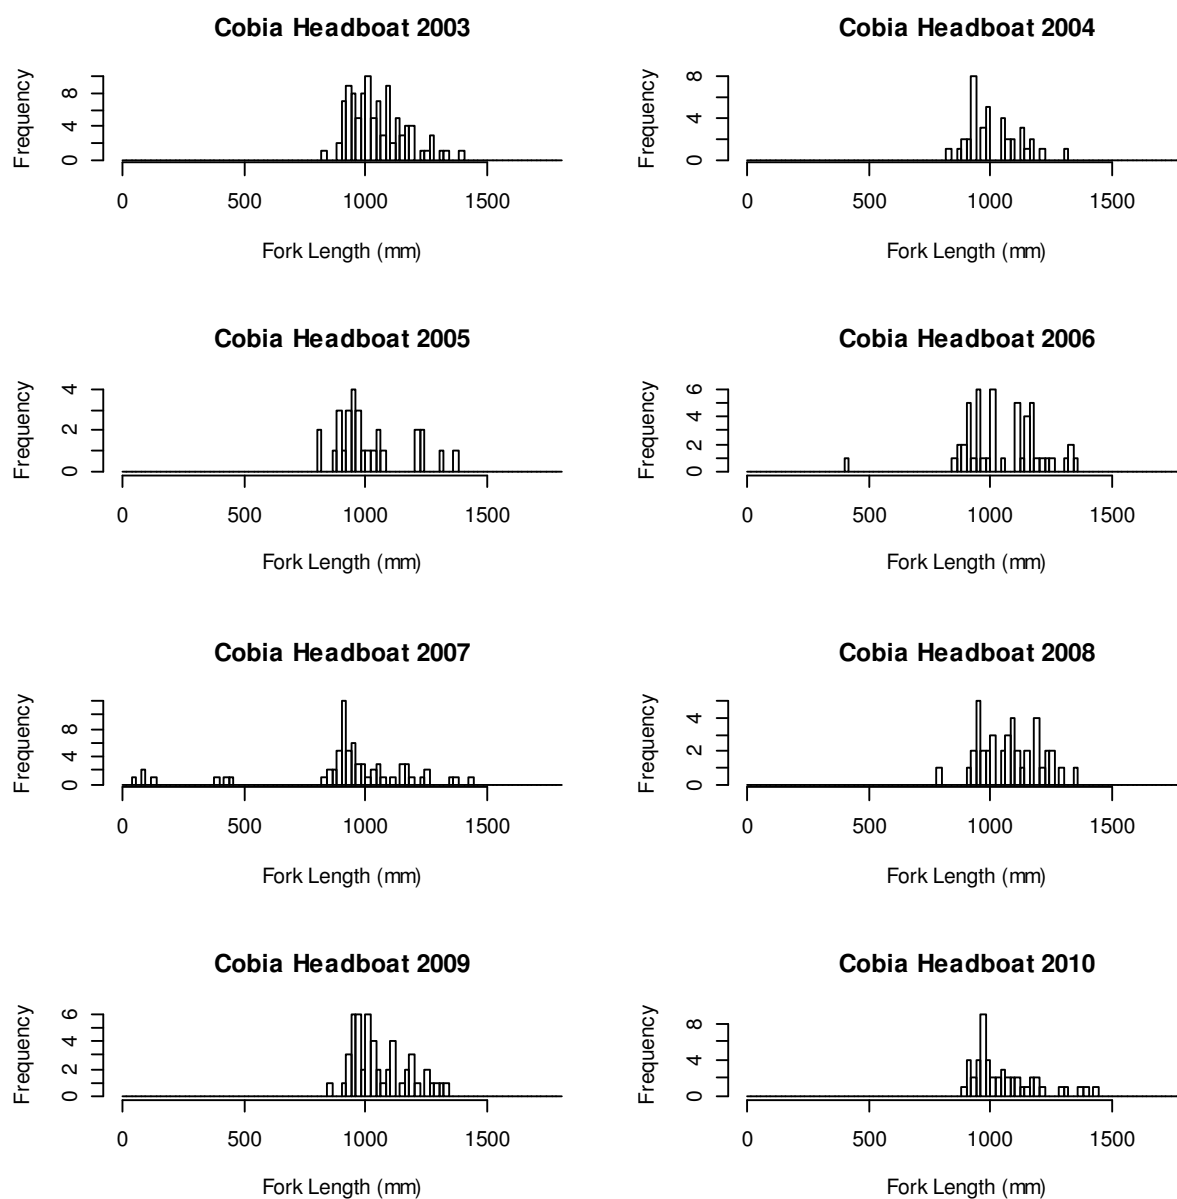 Cobia Headboat 2003
Frequency
0 4 8
0 500 1000 1500
Fork Length (mm)
Cobia Headboat 2004
Frequency
0 4 8
0 500 1000 1500
Fork Length (mm)
Cobia Headboat 2005
Frequency
0 2 4
0 500 1000 1500
Fork Length (mm)
Cobia Headboat 2006
Frequency
0 2 4 6
0 500 1000 1500
Fork Length (mm)
Cobia Headboat 2007
Frequency
0 4 8
0 500 1000 1500
Fork Length (mm)
Cobia Headboat 2008
Frequency
0 2 4
0 500 1000 1500
Fork Length (mm)
Cobia Headboat 2009
Frequency
0 2 4 6
0 500 1000 1500
Fork Length (mm)
Cobia Headboat 2010
Frequency
0 4 8
0 500 1000 1500
Fork Length (mm)